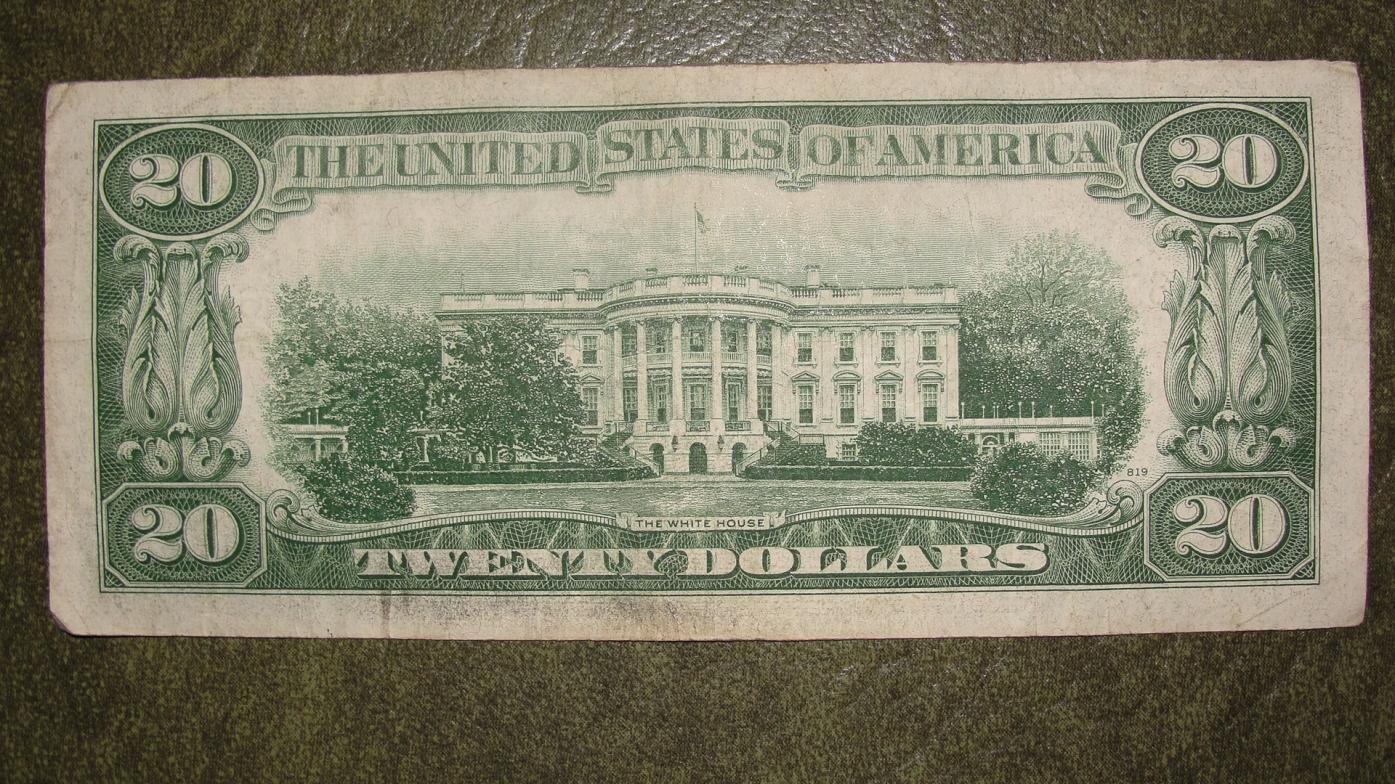 20 THE UNITED STATES OF AMERICA 20
819
THE WHITE HOUSE
20 TWENTY DOLLARS 20